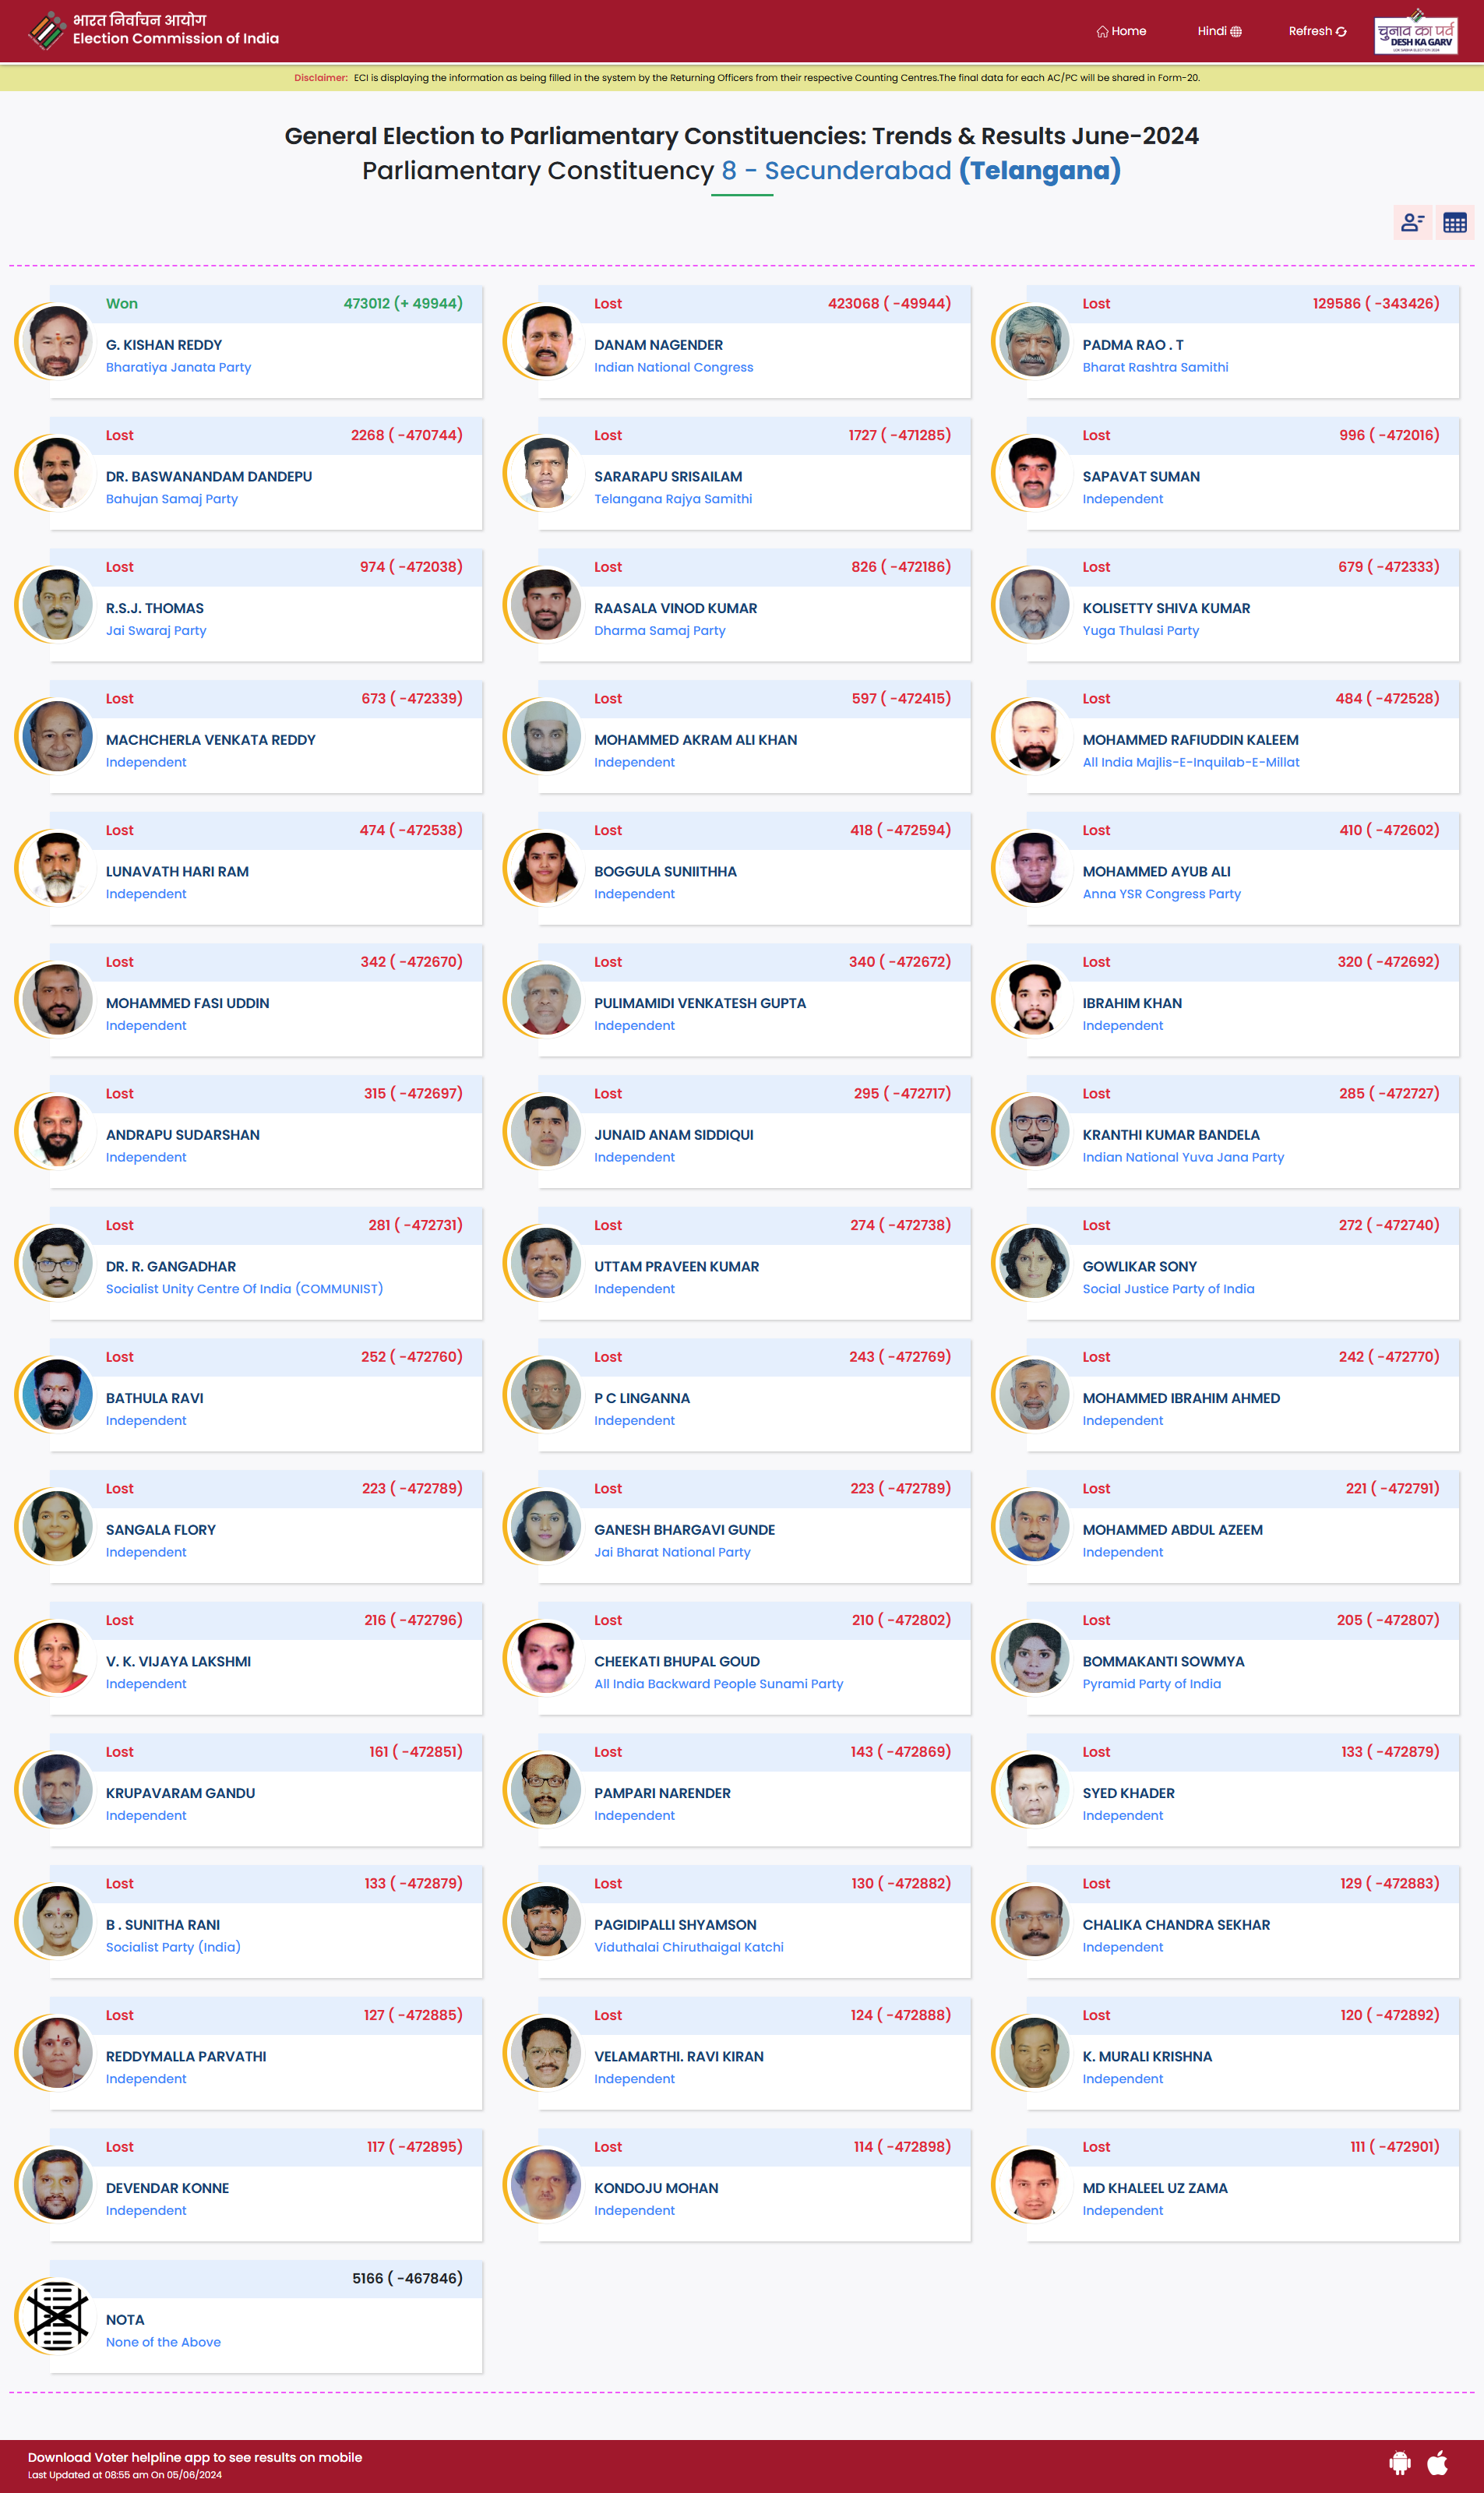 भारत निर्वाचन आयोग
Election Commission of India
Home
Hindi
Refresh
चुनाव का पर्व
DESH KA GARV
Disclaimer: ECI is displaying the information as being filled in the system by the Returning Officers from their respective Counting Centres.The final data for each AC/PC will be shared in Form-20.
General Election to Parliamentary Constituencies: Trends & Results June-2024
Parliamentary Constituency 8 - Secunderabad (Telangana)
Won 473012 (+ 49944)
G. KISHAN REDDY
Bharatiya Janata Party
Lost 423068 ( -49944)
DANAM NAGENDER
Indian National Congress
Lost 129586 ( -343426)
PADMA RAO . T
Bharat Rashtra Samithi
Lost 2268 ( -470744)
DR. BASWANANDAM DANDEPU
Bahujan Samaj Party
Lost 1727 ( -471285)
SARARAPU SRISAILAM
Telangana Rajya Samithi
Lost 996 ( -472016)
SAPAVAT SUMAN
Independent
Lost 974 ( -472038)
R.S.J. THOMAS
Jai Swaraj Party
Lost 826 ( -472186)
RAASALA VINOD KUMAR
Dharma Samaj Party
Lost 679 ( -472333)
KOLISETTY SHIVA KUMAR
Yuga Thulasi Party
Lost 673 ( -472339)
MACHCHERLA VENKATA REDDY
Independent
Lost 597 ( -472415)
MOHAMMED AKRAM ALI KHAN
Independent
Lost 484 ( -472528)
MOHAMMED RAFIUDDIN KALEEM
All India Majlis-E-Inquilab-E-Millat
Lost 474 ( -472538)
LUNAVATH HARI RAM
Independent
Lost 418 ( -472594)
BOGGULA SUNIITHHA
Independent
Lost 410 ( -472602)
MOHAMMED AYUB ALI
Anna YSR Congress Party
Lost 342 ( -472670)
MOHAMMED FASI UDDIN
Independent
Lost 340 ( -472672)
PULIMAMIDI VENKATESH GUPTA
Independent
Lost 320 ( -472692)
IBRAHIM KHAN
Independent
Lost 315 ( -472697)
ANDRAPU SUDARSHAN
Independent
Lost 295 ( -472717)
JUNAID ANAM SIDDIQUI
Independent
Lost 285 ( -472727)
KRANTHI KUMAR BANDELA
Indian National Yuva Jana Party
Lost 281 ( -472731)
DR. R. GANGADHAR
Socialist Unity Centre Of India (COMMUNIST)
Lost 274 ( -472738)
UTTAM PRAVEEN KUMAR
Independent
Lost 272 ( -472740)
GOWLIKAR SONY
Social Justice Party of India
Lost 252 ( -472760)
BATHULA RAVI
Independent
Lost 243 ( -472769)
P C LINGANNA
Independent
Lost 242 ( -472770)
MOHAMMED IBRAHIM AHMED
Independent
Lost 223 ( -472789)
SANGALA FLORY
Independent
Lost 223 ( -472789)
GANESH BHARGAVI GUNDE
Jai Bharat National Party
Lost 221 ( -472791)
MOHAMMED ABDUL AZEEM
Independent
Lost 216 ( -472796)
V. K. VIJAYA LAKSHMI
Independent
Lost 210 ( -472802)
CHEEKATI BHUPAL GOUD
All India Backward People Sunami Party
Lost 205 ( -472807)
BOMMAKANTI SOWMYA
Pyramid Party of India
Lost 161 ( -472851)
KRUPAVARAM GANDU
Independent
Lost 143 ( -472869)
PAMPARI NARENDER
Independent
Lost 133 ( -472879)
SYED KHADER
Independent
Lost 133 ( -472879)
B . SUNITHA RANI
Socialist Party (India)
Lost 130 ( -472882)
PAGIDIPALLI SHYAMSON
Viduthalai Chiruthaigal Katchi
Lost 129 ( -472883)
CHALIKA CHANDRA SEKHAR
Independent
Lost 127 ( -472885)
REDDYMALLA PARVATHI
Independent
Lost 124 ( -472888)
VELAMARTHI. RAVI KIRAN
Independent
Lost 120 ( -472892)
K. MURALI KRISHNA
Independent
Lost 117 ( -472895)
DEVENDAR KONNE
Independent
Lost 114 ( -472898)
KONDOJU MOHAN
Independent
Lost 111 ( -472901)
MD KHALEEL UZ ZAMA
Independent
5166 ( -467846)
NOTA
None of the Above
Download Voter helpline app to see results on mobile
Last Updated at 08:55 am On 05/06/2024